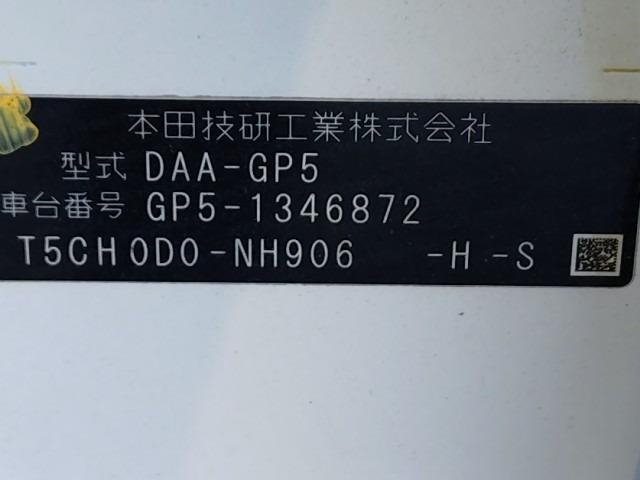 本田技研工業株式会社
型式 DAA-GP5
車台番号 GP5-1346872
T5CH0D0-NH906 -H -S